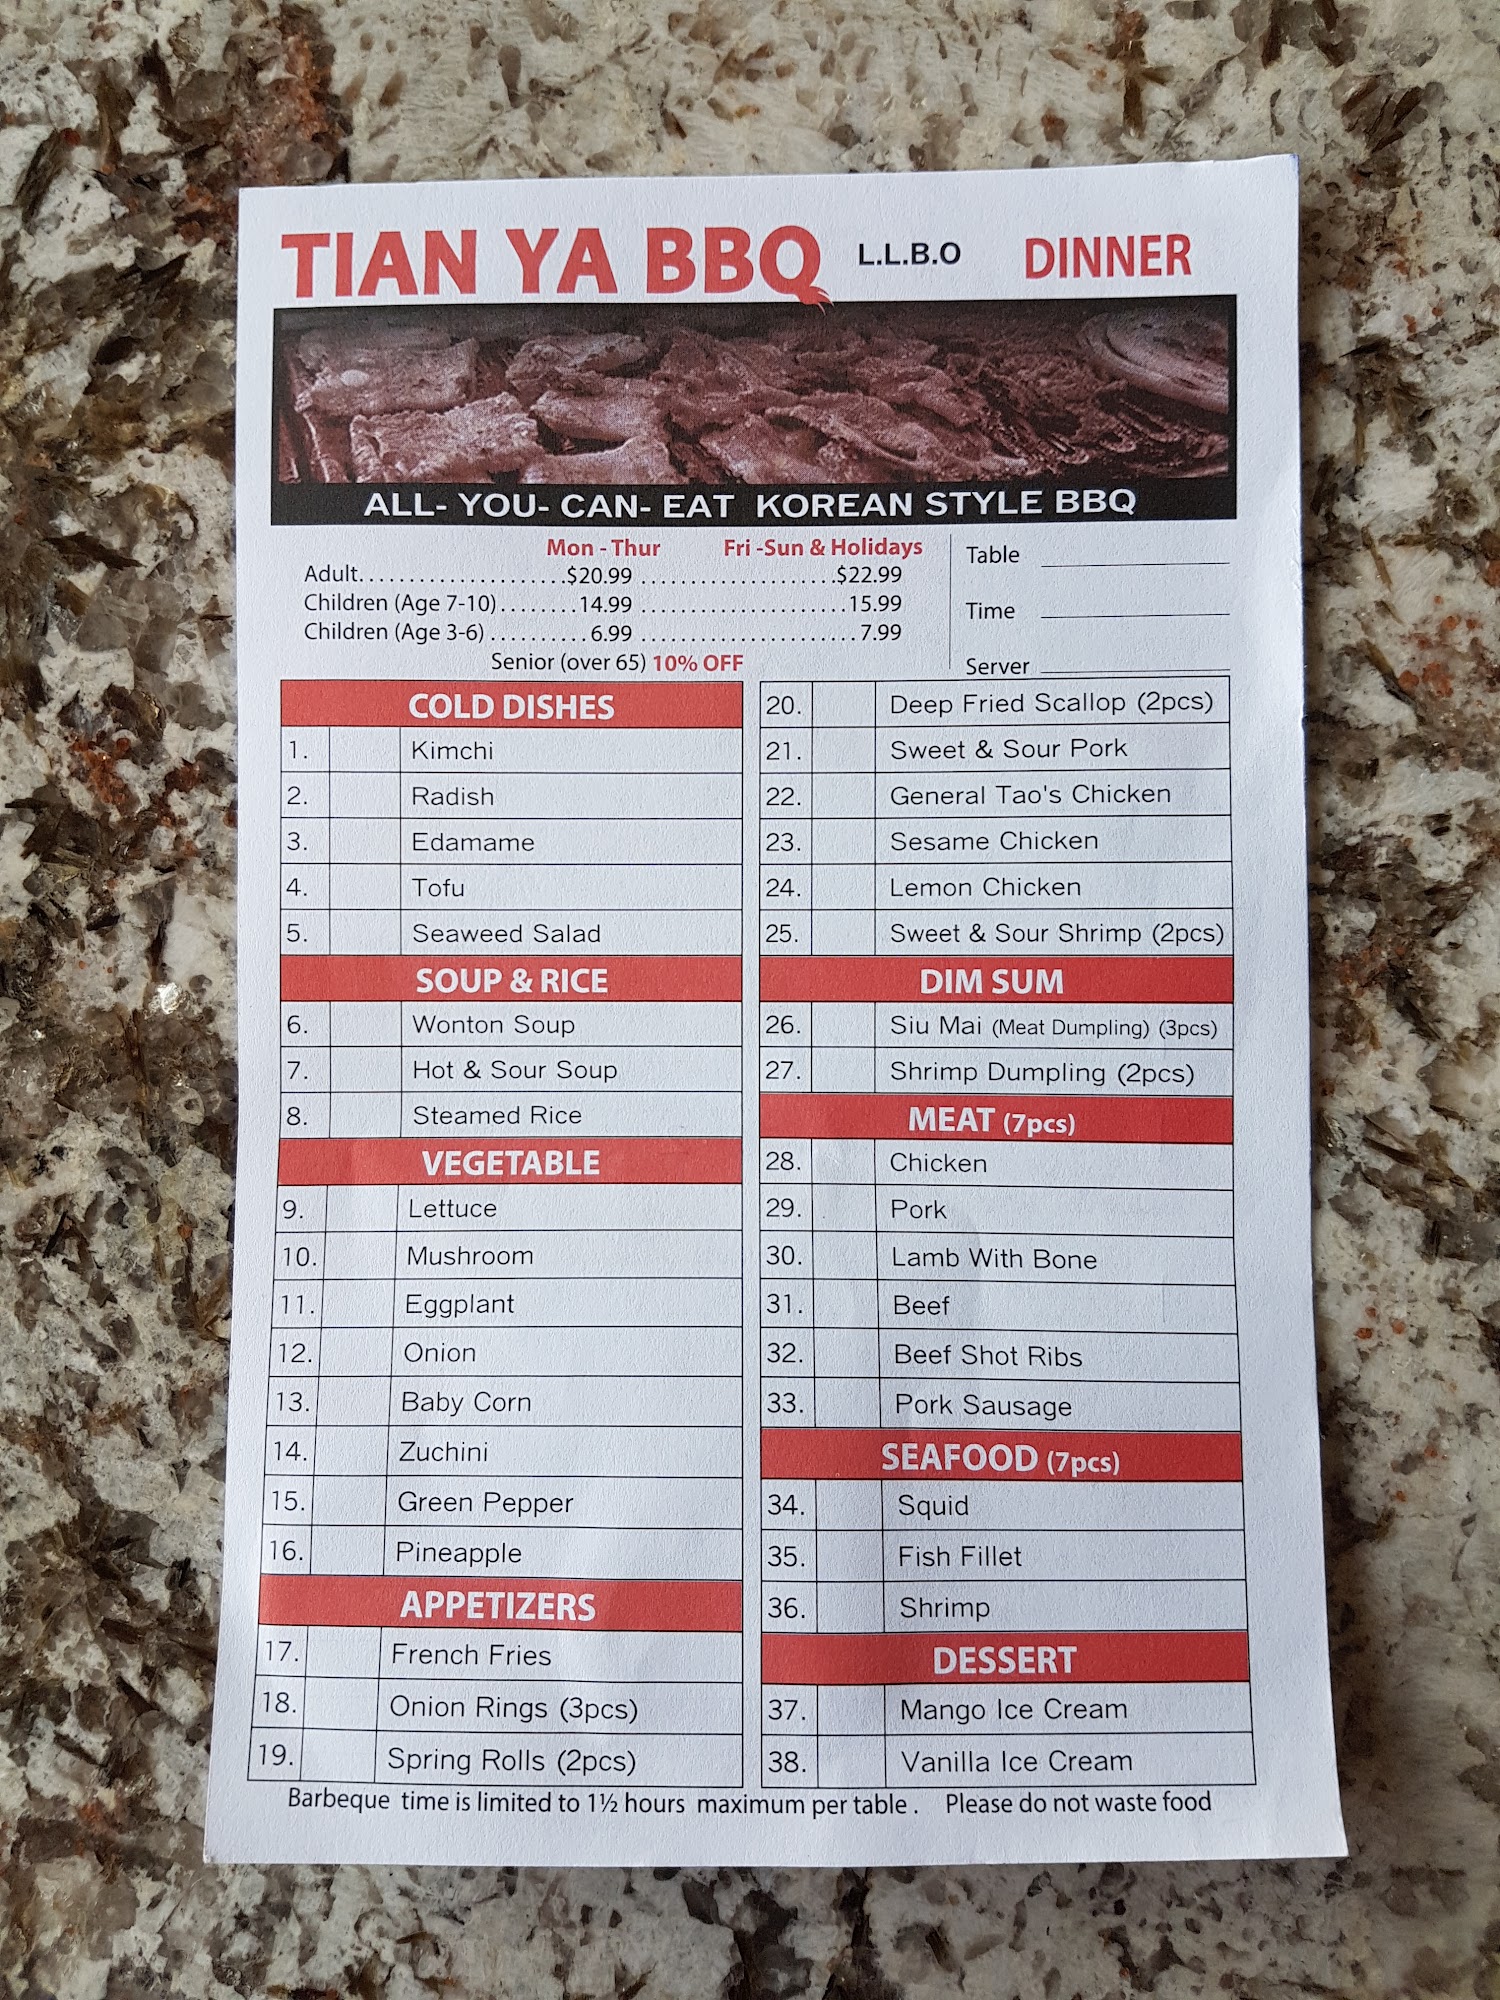 TIAN YA BBQ L.L.B.O DINNER
ALL- YOU- CAN- EAT KOREAN STYLE BBQ
Mon - Thur Fri -Sun & Holidays
Adult.....................$20.99 ....................$22.99
Children (Age 7-10)........14.99 .....................15.99
Children (Age 3-6) ..........6.99 .......................7.99
Senior (over 65) 10% OFF
Table
Time
Server
COLD DISHES
1. Kimchi
2. Radish
3. Edamame
4. Tofu
5. Seaweed Salad
SOUP & RICE
6. Wonton Soup
7. Hot & Sour Soup
8. Steamed Rice
VEGETABLE
9. Lettuce
10. Mushroom
11. Eggplant
12. Onion
13. Baby Corn
14. Zuchini
15. Green Pepper
16. Pineapple
APPETIZERS
17. French Fries
18. Onion Rings (3pcs)
19. Spring Rolls (2pcs)
20. Deep Fried Scallop (2pcs)
21. Sweet & Sour Pork
22. General Tao's Chicken
23. Sesame Chicken
24. Lemon Chicken
25. Sweet & Sour Shrimp (2pcs)
DIM SUM
26. Siu Mai (Meat Dumpling) (3pcs)
27. Shrimp Dumpling (2pcs)
MEAT (7pcs)
28. Chicken
29. Pork
30. Lamb With Bone
31. Beef
32. Beef Shot Ribs
33. Pork Sausage
SEAFOOD (7pcs)
34. Squid
35. Fish Fillet
36. Shrimp
DESSERT
37. Mango Ice Cream
38. Vanilla Ice Cream
Barbeque time is limited to 1½ hours maximum per table . Please do not waste food